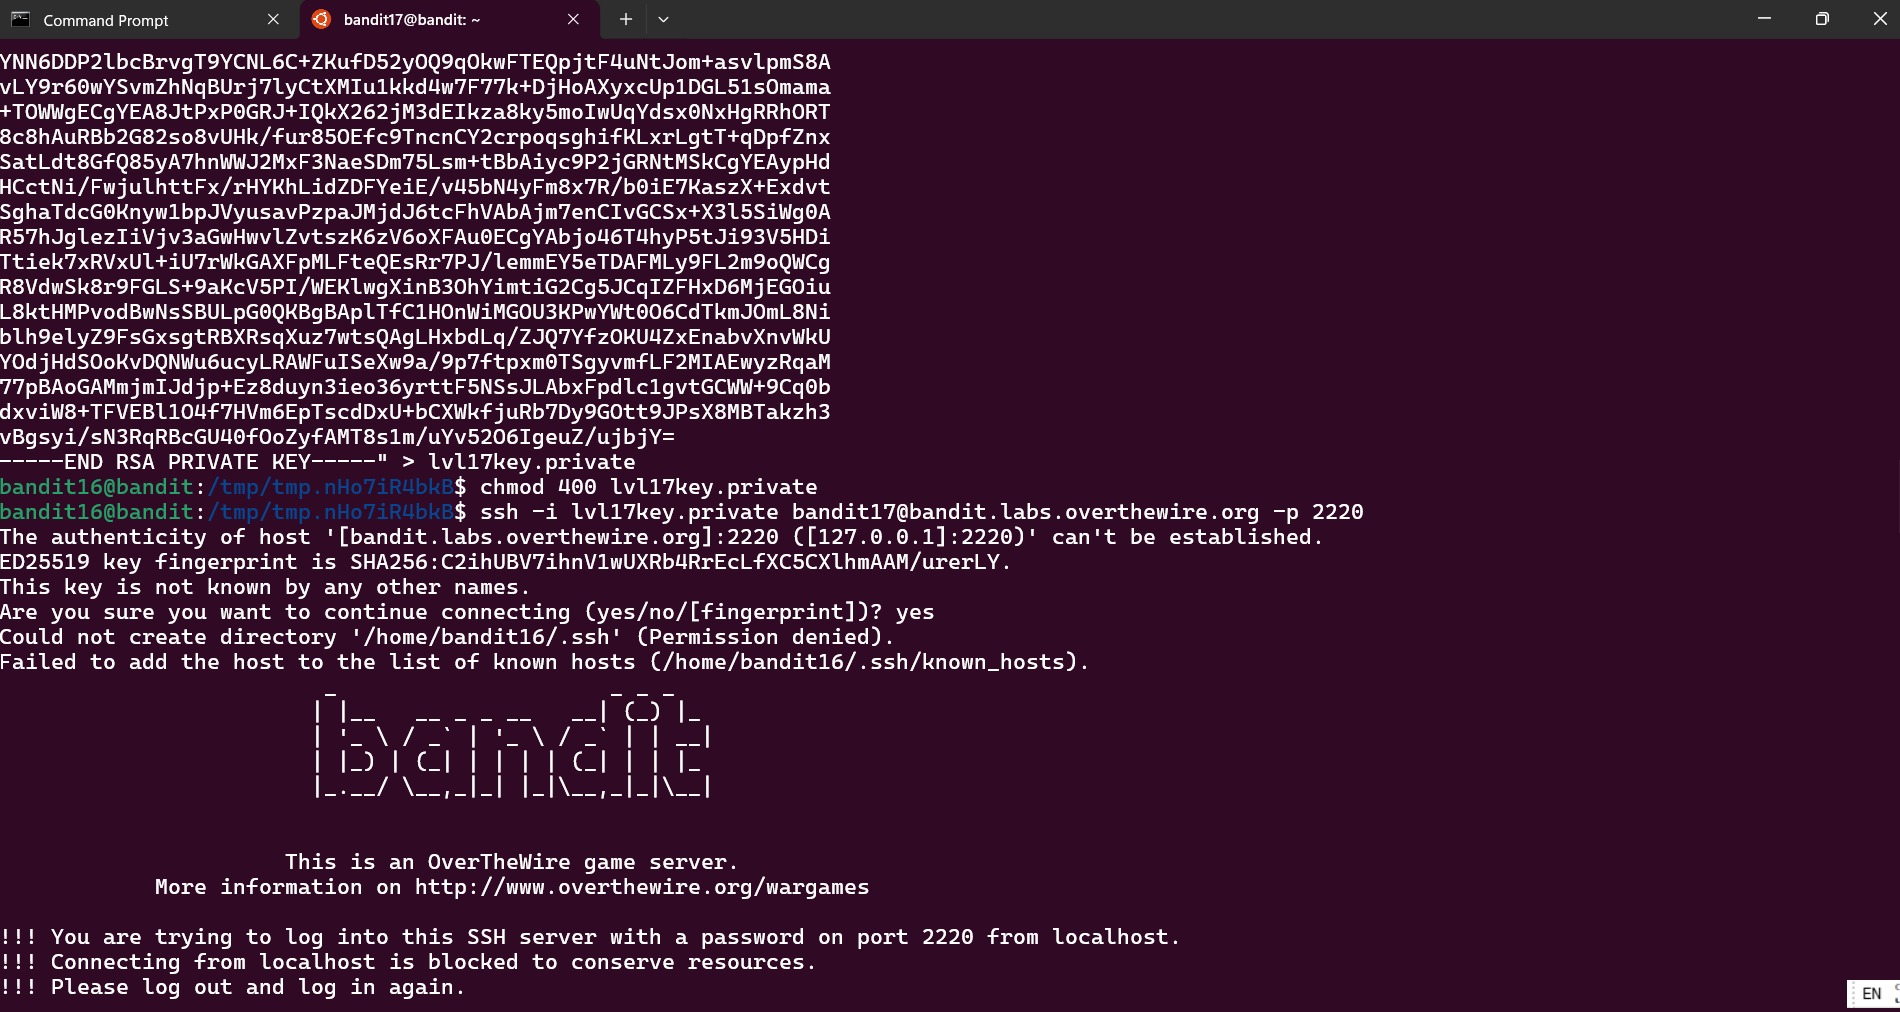 Command Prompt
bandit17@bandit: ~
YNN6DDP2lbcBrvgT9YCNL6C+ZKufD52yOQ9qOkwFTEQpjtF4uNtJom+asvlpmS8A
vLY9r60wYSvmZhNqBUrj7lyCtXMIu1kkd4w7F77k+DjHoAXyxcUp1DGL51sOmama
+TOWWgECgYEA8JtPxP0GRJ+IQkX262jM3dEIkza8ky5moIwUqYdsx0NxHgRRhORT
8c8hAuRBb2G82so8vUHk/fur85OEfc9TncnCY2crpoqsghifKLxrLgtT+qDpfZnx
SatLdt8GfQ85yA7hnWWJ2MxF3NaeSDm75Lsm+tBbAiyc9P2jGRNtMSkCgYEAypHd
HCctNi/FwjulhttFx/rHYKhLidZDFYeiE/v45bN4yFm8x7R/b0iE7KaszX+Exdvt
SghaTdcG0Knyw1bpJVyusavPzpaJMjdJ6tcFhVAbAjm7enCIvGCSx+X3l5SiWg0A
R57hJglezIiVjv3aGwHwvlZvtszK6zV6oXFAu0ECgYAbjo46T4hyP5tJi93V5HDi
Ttiek7xRVxUl+iU7rWkGAXFpMLFteQEsRr7PJ/lemmEY5eTDAFMLy9FL2m9oQWCg
R8VdwSk8r9FGLS+9aKcV5PI/WEKlwgXinB3OhYimtiG2Cg5JCqIZFHxD6MjEGOiu
L8ktHMPvodBwNsSBULpG0QKBgBAplTfC1HOnWiMGOU3KPwYWt0O6CdTkmJOmL8Ni
blh9elyZ9FsGxsgtRBXRsqXuz7wtsQAgLHxbdLq/ZJQ7YfzOKU4ZxEnabvXnvWkU
YOdjHdSOoKvDQNWu6ucyLRAWFuISeXw9a/9p7ftpxm0TSgyvmfLF2MIAEwyzRqaM
77pBAoGAMmjmIJdjp+Ez8duyn3ieo36yrttF5NSsJLAbxFpdlc1gvtGCWW+9Cq0b
dxviW8+TFVEBl1O4f7HVm6EpTscdDxU+bCXWkfjuRb7Dy9GOtt9JPsX8MBTakzh3
vBgsyi/sN3RqRBcGU40fOoZyfAMT8s1m/uYv52O6IgeuZ/ujbjY=
-----END RSA PRIVATE KEY-----" > lvl17key.private
bandit16@bandit:/tmp/tmp.nHo7iR4bkB$ chmod 400 lvl17key.private
bandit16@bandit:/tmp/tmp.nHo7iR4bkB$ ssh -i lvl17key.private bandit17@bandit.labs.overthewire.org -p 2220
The authenticity of host '[bandit.labs.overthewire.org]:2220 ([127.0.0.1]:2220)' can't be established.
ED25519 key fingerprint is SHA256:C2ihUBV7ihnV1wUXRb4RrEcLfXC5CXlhmAAM/urerLY.
This key is not known by any other names.
Are you sure you want to continue connecting (yes/no/[fingerprint])? yes
Could not create directory '/home/bandit16/.ssh' (Permission denied).
Failed to add the host to the list of known hosts (/home/bandit16/.ssh/known_hosts).
bandit
This is an OverTheWire game server.
More information on http://www.overthewire.org/wargames
!!! You are trying to log into this SSH server with a password on port 2220 from localhost.
!!! Connecting from localhost is blocked to conserve resources.
!!! Please log out and log in again.
EN